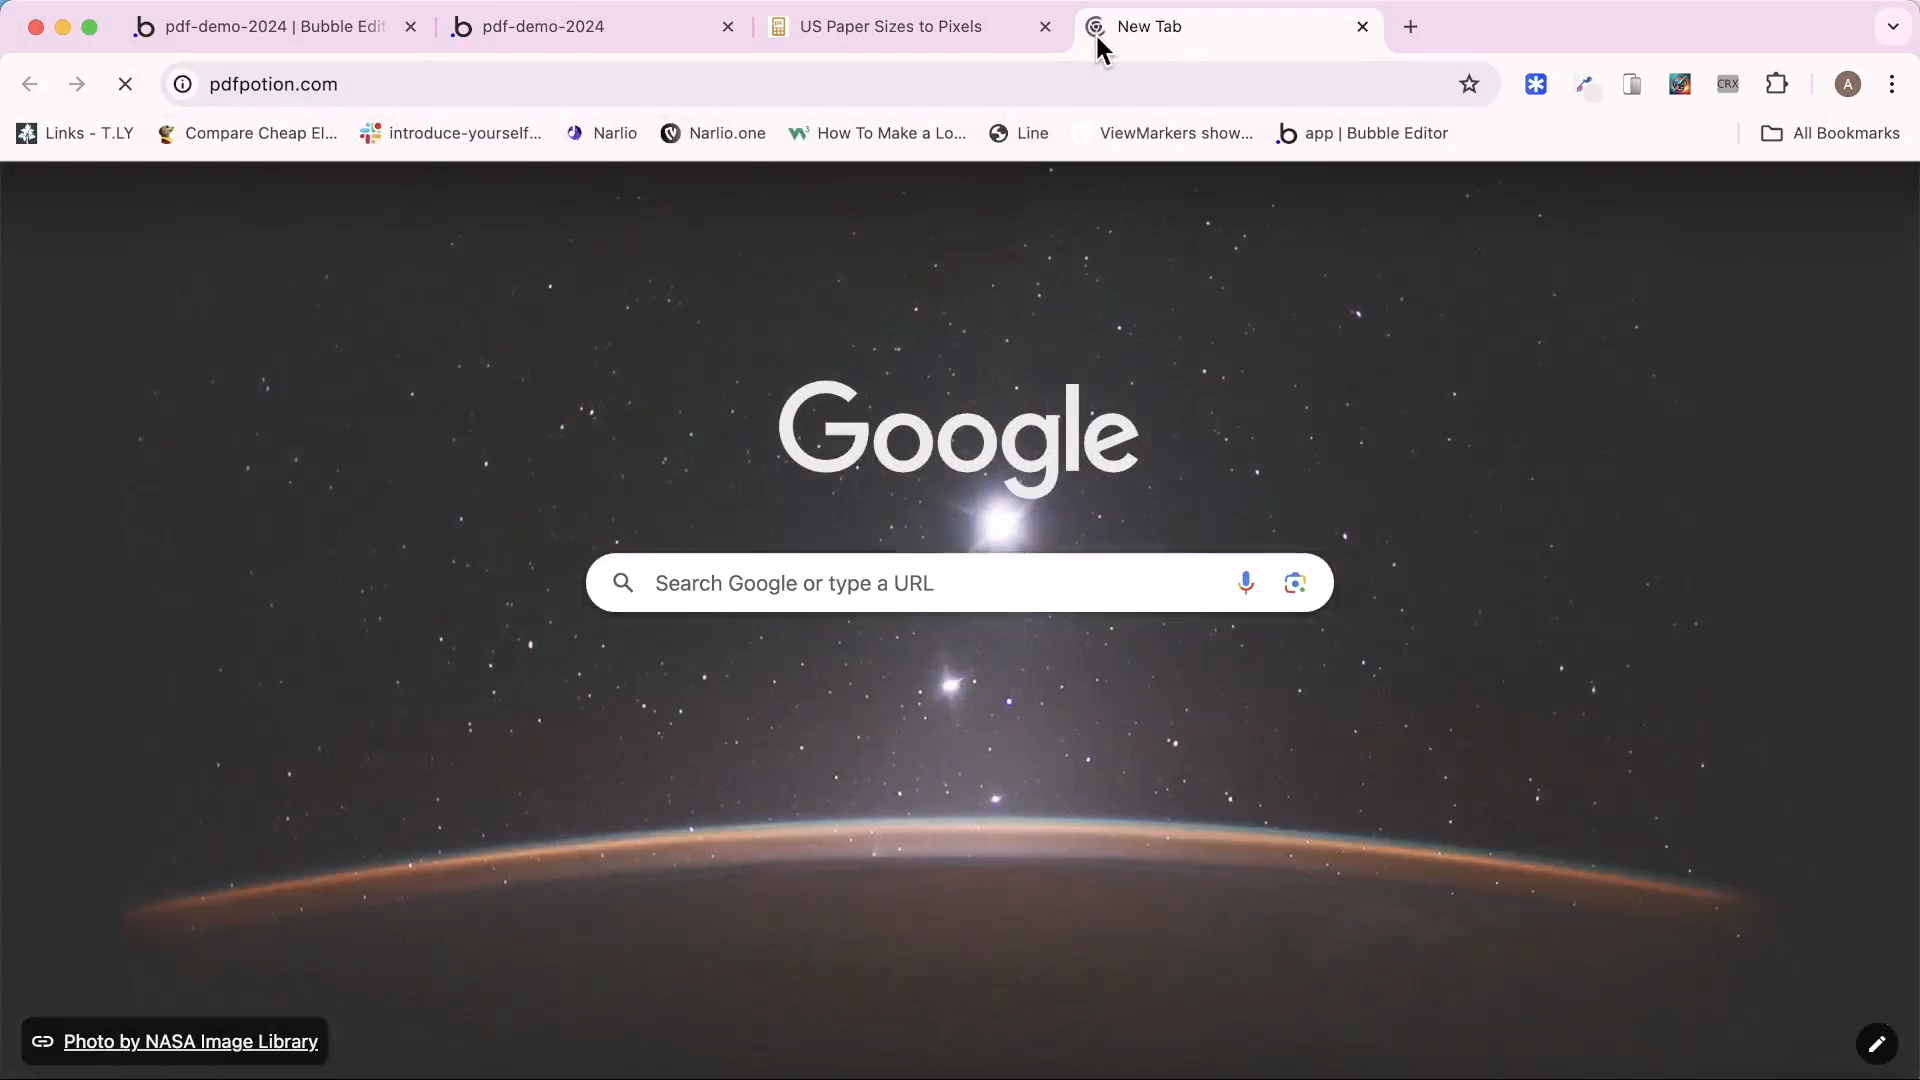 pdf-demo-2024 | Bubble Edit
pdf-demo-2024
US Paper Sizes to Pixels
New Tab
pdfpotion.com
CRX
A
Links - T.LY
Compare Cheap El...
introduce-yourself...
Narlio
Narlio.one
How To Make a Lo...
Line
ViewMarkers show...
app | Bubble Editor
All Bookmarks
Google
Search Google or type a URL
Photo by NASA Image Library